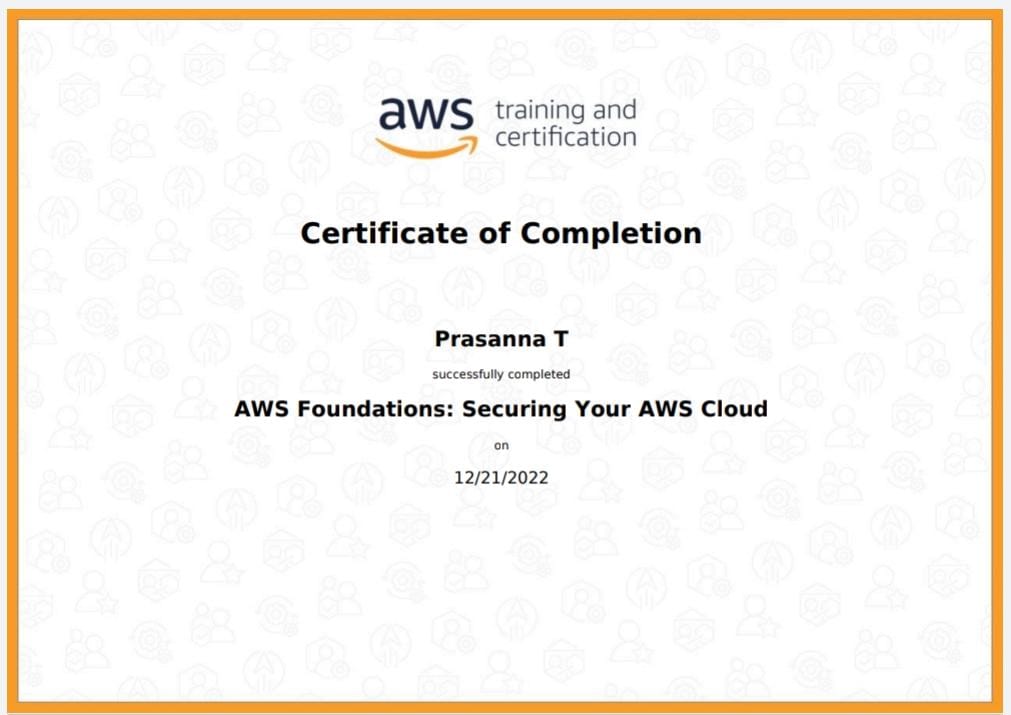 aws training and
certification
Certificate of Completion
Prasanna T
successfully completed
AWS Foundations: Securing Your AWS Cloud
on
12/21/2022